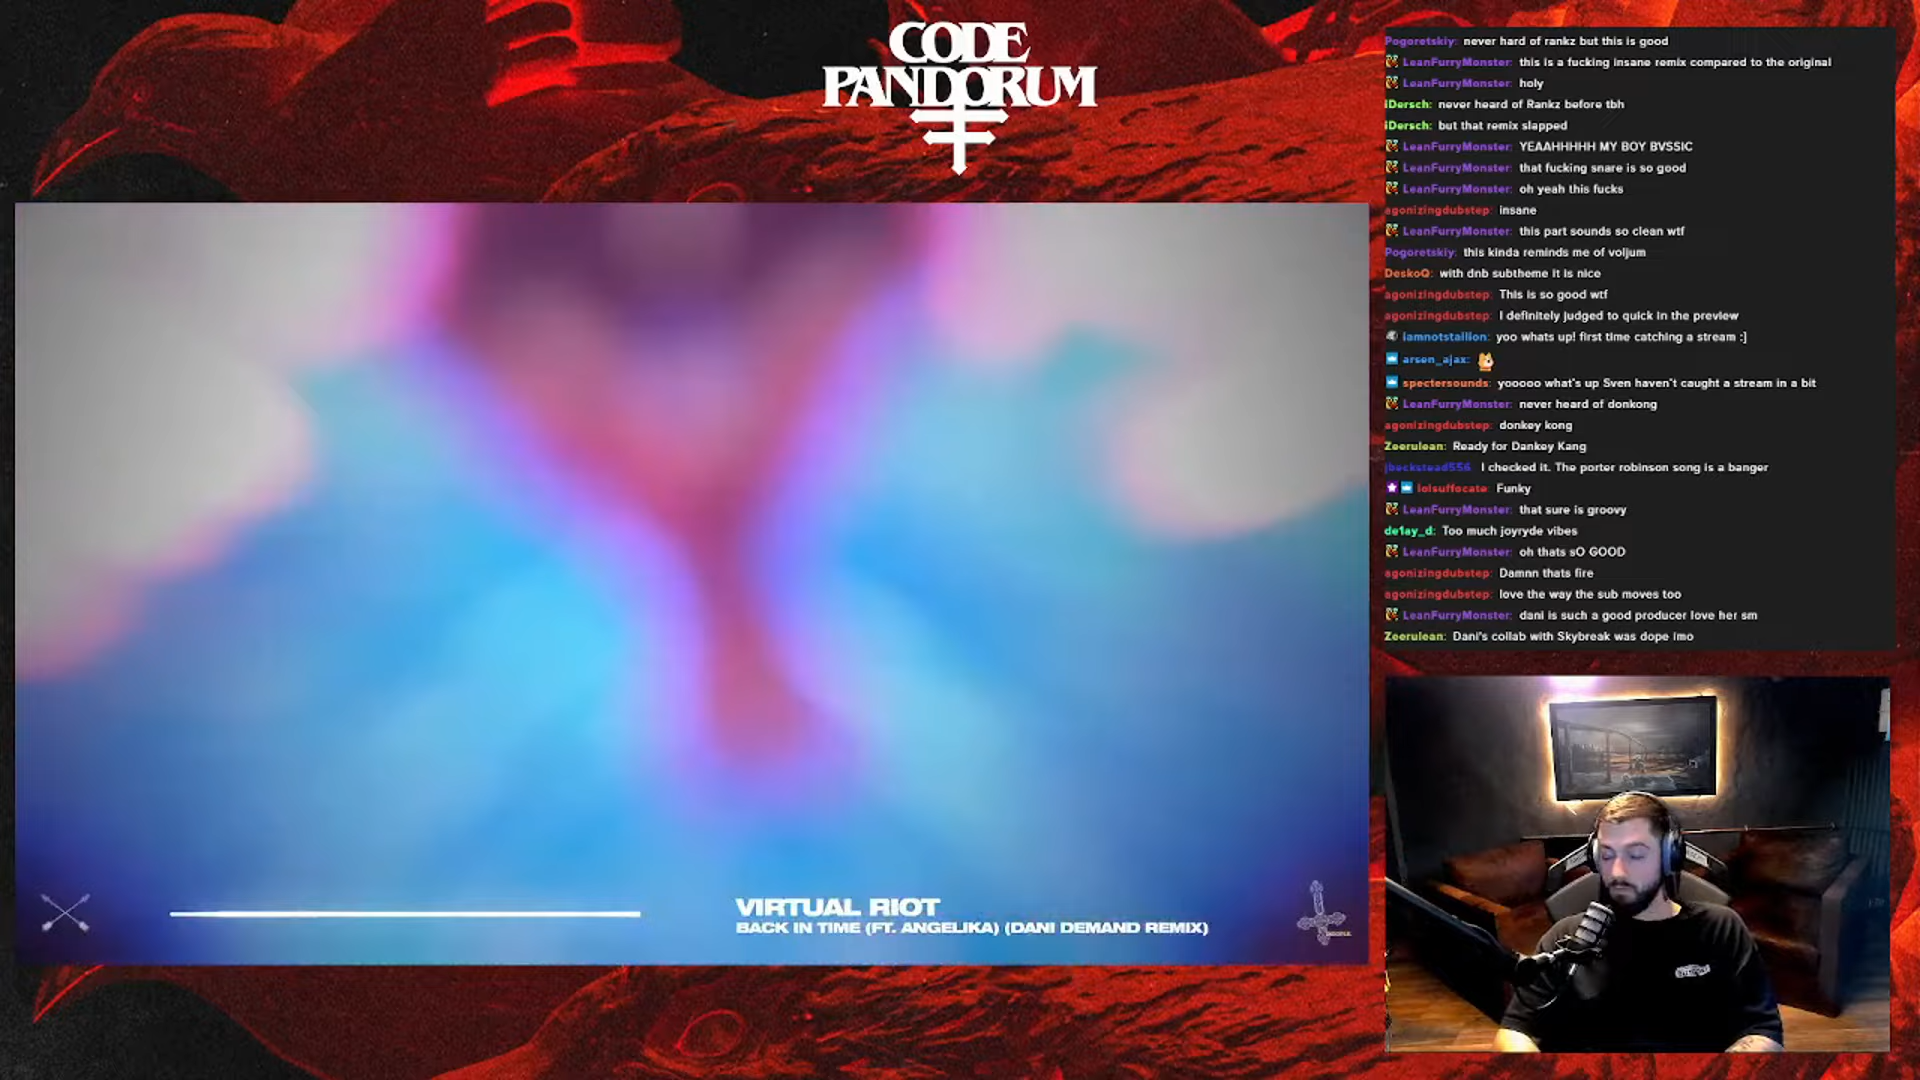 CODE
PANDORUM
Pogoretskiy: never hard of rankz but this is good
LeanFurryMonster: this is a fucking insane remix compared to the original
LeanFurryMonster: holy
iDersch: never heard of Rankz before tbh
iDersch: but that remix slapped
LeanFurryMonster: YEAAHHHHH MY BOY BVSSIC
LeanFurryMonster: that fucking snare is so good
LeanFurryMonster: oh yeah this fucks
agonizingdubstep: insane
LeanFurryMonster: this part sounds so clean wtf
Pogoretskiy: this kinda reminds me of voljum
DeskoQ: with dnb subtheme it is nice
agonizingdubstep: This is so good wtf
agonizingdubstep: I definitely judged to quick in the preview
iamnotstallion: yoo whats up! first time catching a stream :]
arsen_ajax:
spectersounds: yooooo what's up Sven haven't caught a stream in a bit
LeanFurryMonster: never heard of donkong
agonizingdubstep: donkey kong
Zeerulean: Ready for Dankey Kang
jbeckstead556 I checked it. The porter robinson song is a banger
lolsuffocate: Funky
LeanFurryMonster: that sure is groovy
de1ay_d: Too much joyryde vibes
LeanFurryMonster: oh thats sO GOOD
agonizingdubstep: Damnn thats fire
agonizingdubstep: love the way the sub moves too
LeanFurryMonster: dani is such a good producer love her sm
Zeerulean: Dani's collab with Skybreak was dope imo
VIRTUAL RIOT
BACK IN TIME (FT. ANGELIKA) (DANI DEMAND REMIX)